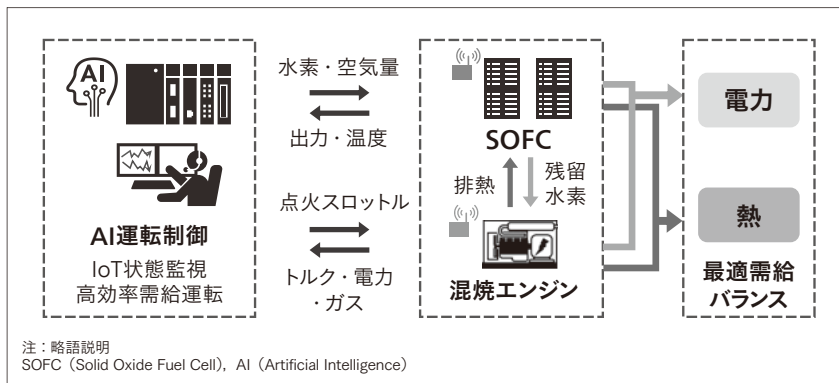 AI
AI運転制御
IoT状態監視
高効率需給運転
水素・空気量
出力・温度
点火スロットル
トルク・電力
・ガス
SOFC
排熱
残留
水素
混焼エンジン
電力
熱
最適需給
バランス
注：略語説明
SOFC（Solid Oxide Fuel Cell），AI（Artificial Intelligence）